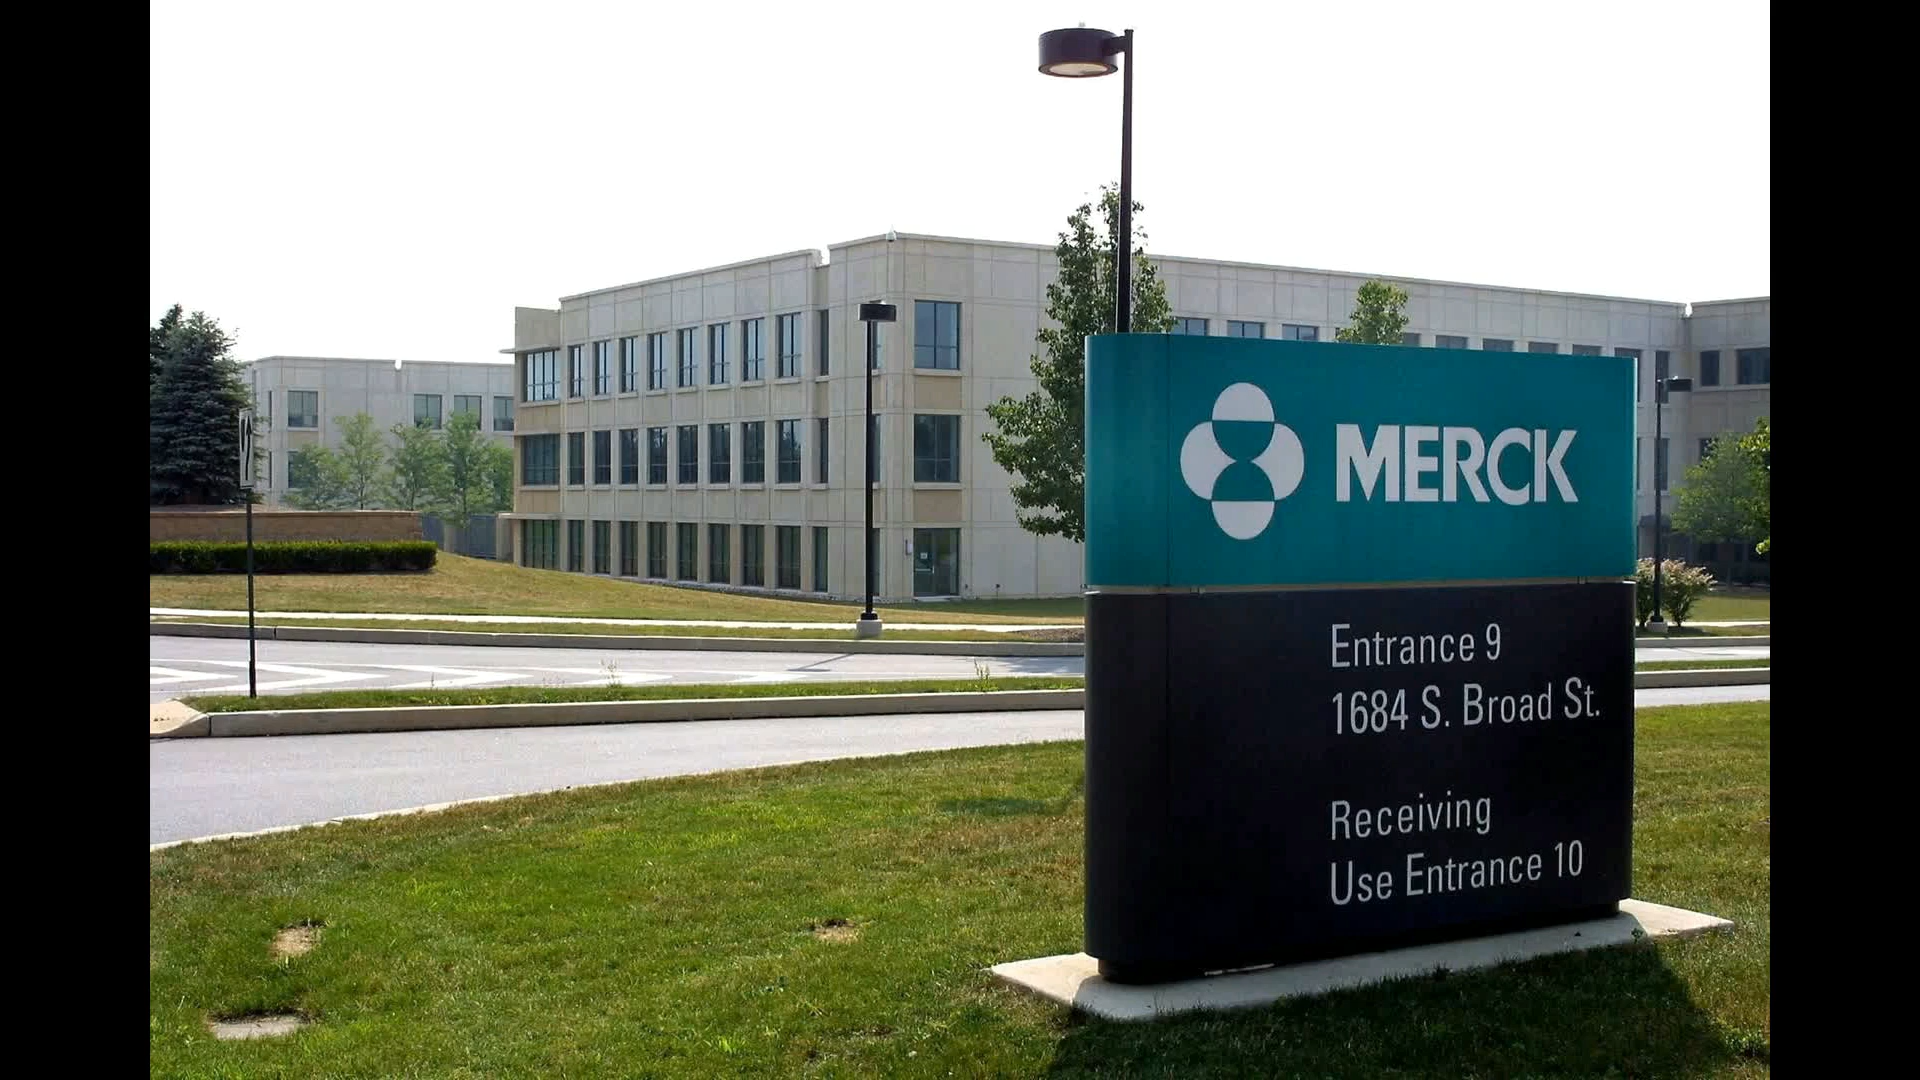 MERCK
Entrance 9
1684 S. Broad St.
Receiving
Use Entrance 10